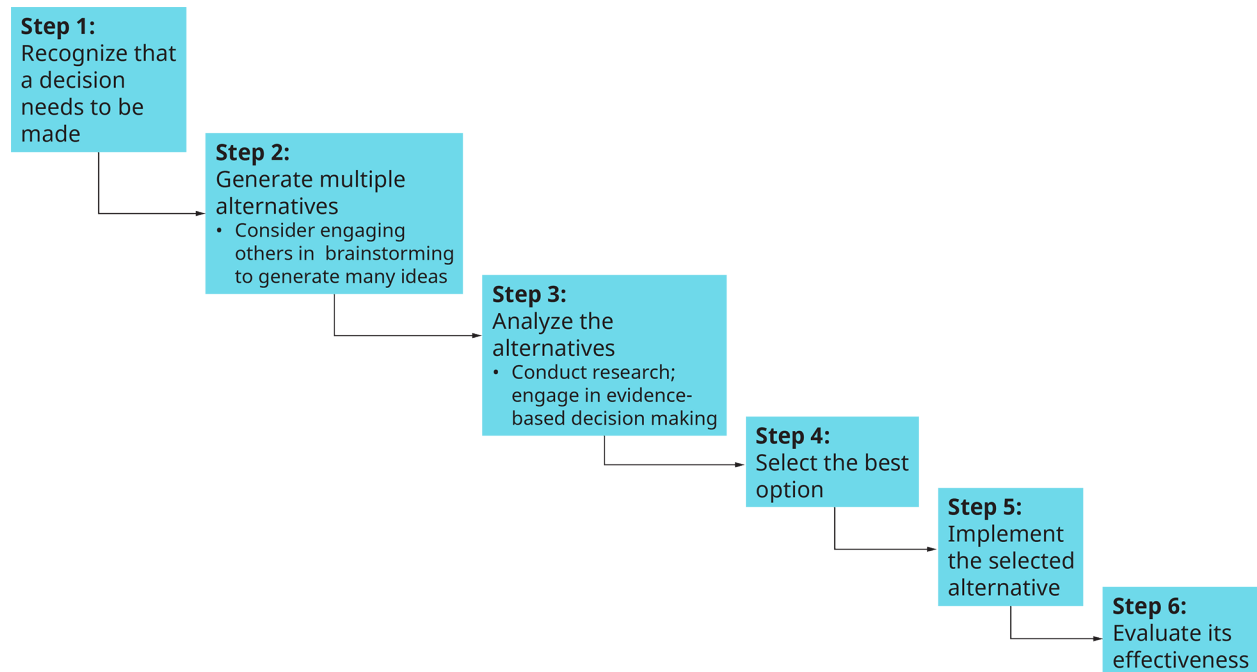 Step 1:
Recognize that
a decision
needs to be
made
Step 2:
Generate multiple
alternatives
• Consider engaging
others in  brainstorming
to generate many ideas
Step 3:
Analyze the
alternatives
• Conduct research;
engage in evidence-
based decision making
Step 4:
Select the best
option
Step 5:
Implement
the selected
alternative
Step 6:
Evaluate its
effectiveness